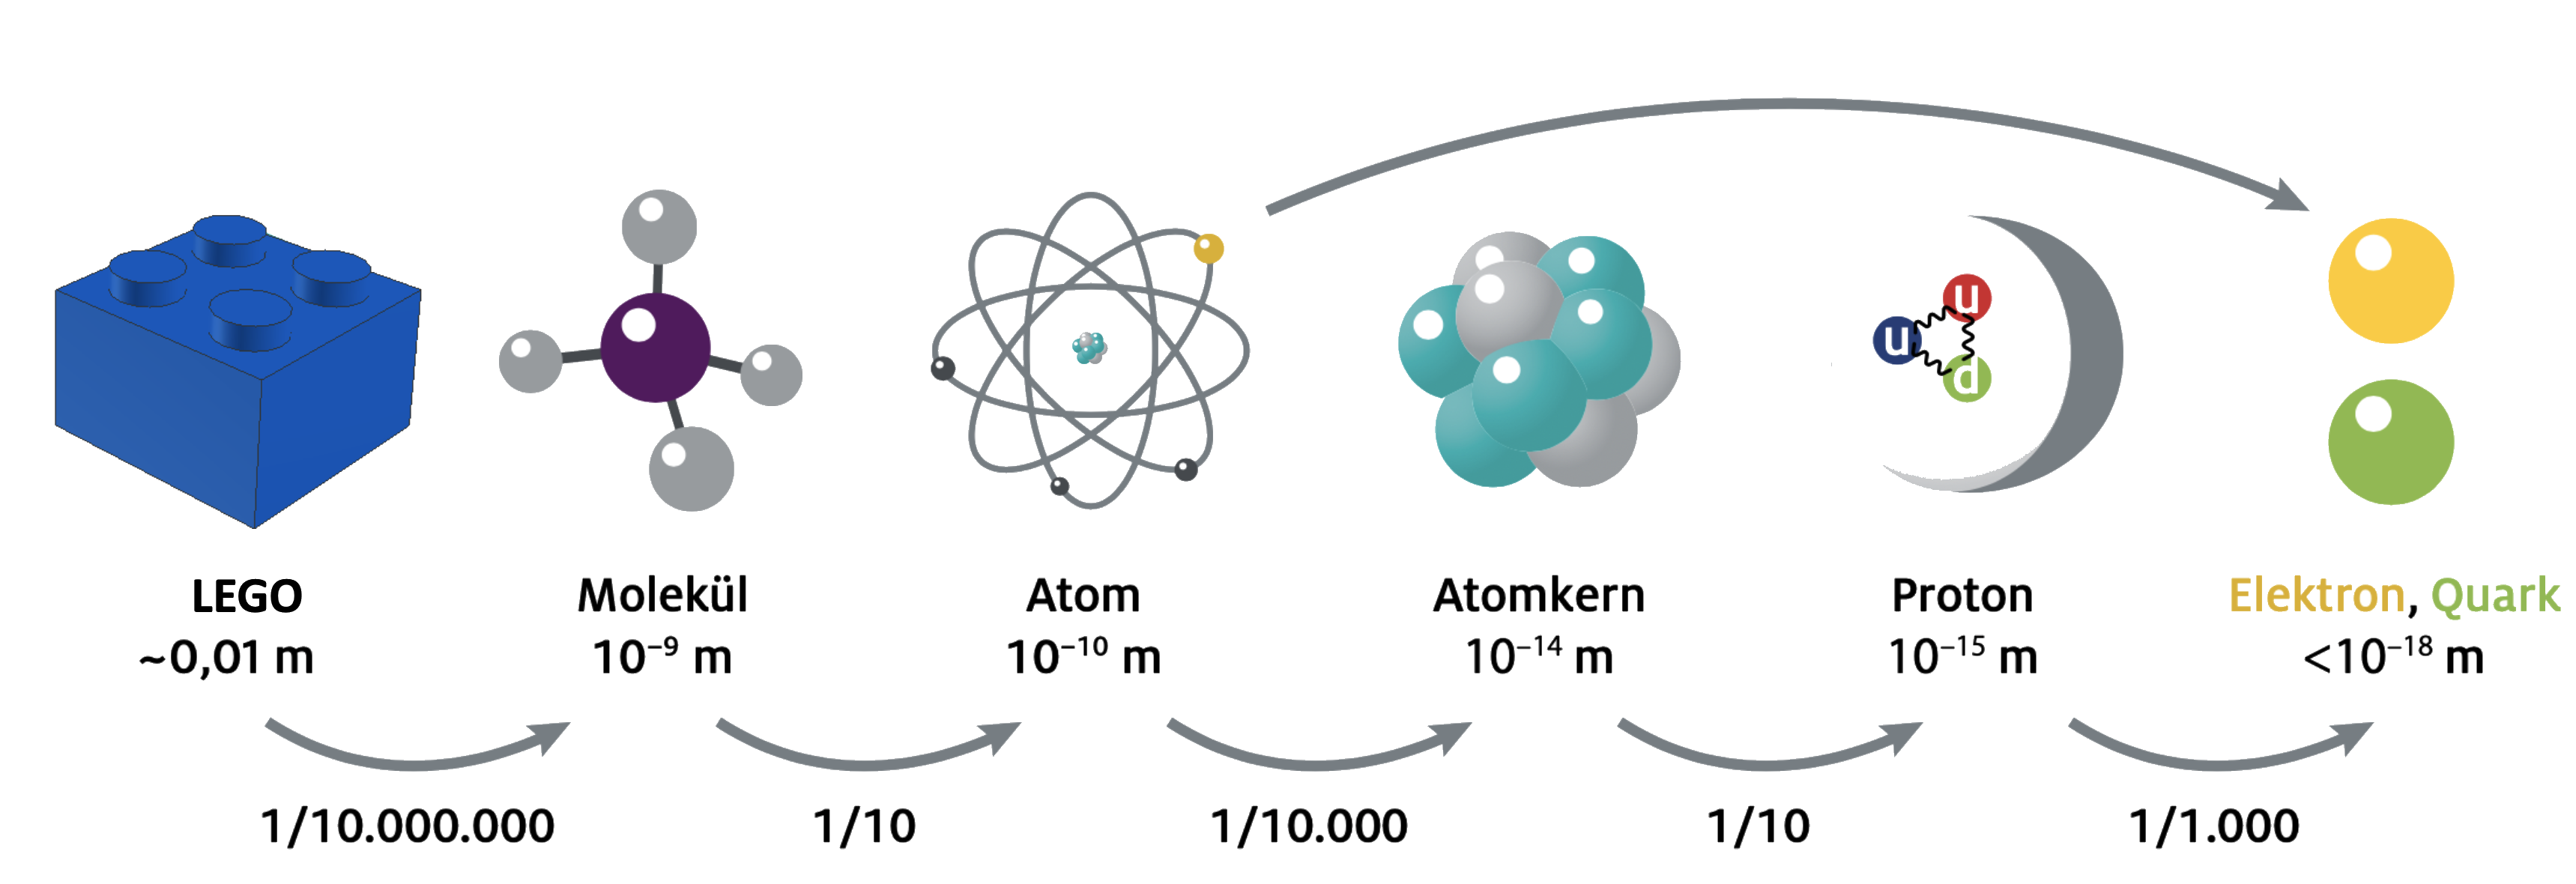 u
u
d
LEGO
~0,01 m
Molekül
10⁻⁹ m
Atom
10⁻¹⁰ m
Atomkern
10⁻¹⁴ m
Proton
10⁻¹⁵ m
Elektron, Quark
<10⁻¹⁸ m
1/10.000.000
1/10
1/10.000
1/10
1/1.000